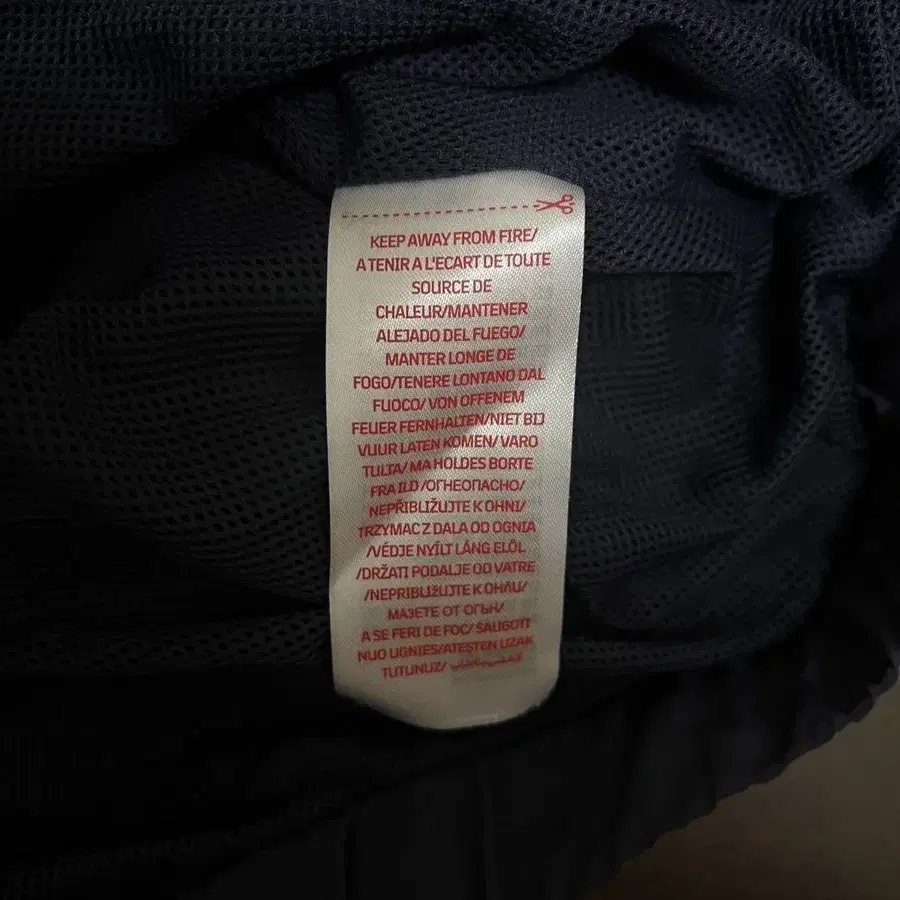 KEEP AWAY FROM FIRE/
A TENIR A L'ECART DE TOUTE
SOURCE DE
CHALEUR/MANTENER
ALEJADO DEL FUEGO/
MANTER LONGE DE
FOGO/TENERE LONTANO DAL
FUOCO/ VON OFFENEM
FEUER FERNHALTEN/NIET BIJ
VUUR LATEN KOMEN/ VARO
TULTA/ MA HOLDES BORTE
FRA ILD /ОГНЕОПАСНО/
NEPŘIBLIŽUJTE K OHNI/
TRZYMAC Z DALA OD OGNIA
/VÉDJE NYÍLT LÁNG ELŐL
/DRŽATI PODALJE OD VATRE
/NEPRIBLIŽUJTE K OHŇU/
МАЗЕТЕ ОТ ОГЪН/
A SE FERI DE FOC/ SAUGOTI
NUO UGNIES/ATEŞTEN UZAK
TUTUNUZ/